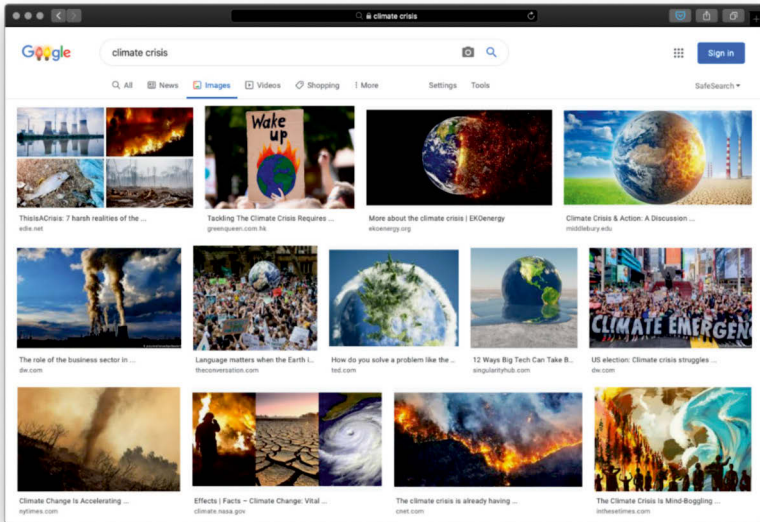 climate crisis
Google
climate crisis
Sign in
All News Images Videos Shopping More Settings Tools SafeSearch
Wake
up
ThisIsACrisis: 7 harsh realities of the ...
edie.net
Tackling The Climate Crisis Requires ...
greenqueen.com.hk
More about the climate crisis | EKOenergy
ekoenergy.org
Climate Crisis & Action: A Discussion ...
middlebury.edu
CLIMATE EMERGEN
The role of the business sector in ...
dw.com
Language matters when the Earth i...
theconversation.com
How do you solve a problem like the ...
ted.com
12 Ways Big Tech Can Take B...
singularityhub.com
US election: Climate crisis struggles ...
dw.com
Climate Change Is Accelerating ...
nytimes.com
Effects | Facts – Climate Change: Vital ...
climate.nasa.gov
The climate crisis is already having ...
cnet.com
The Climate Crisis Is Mind-Boggling ...
inthesetimes.com